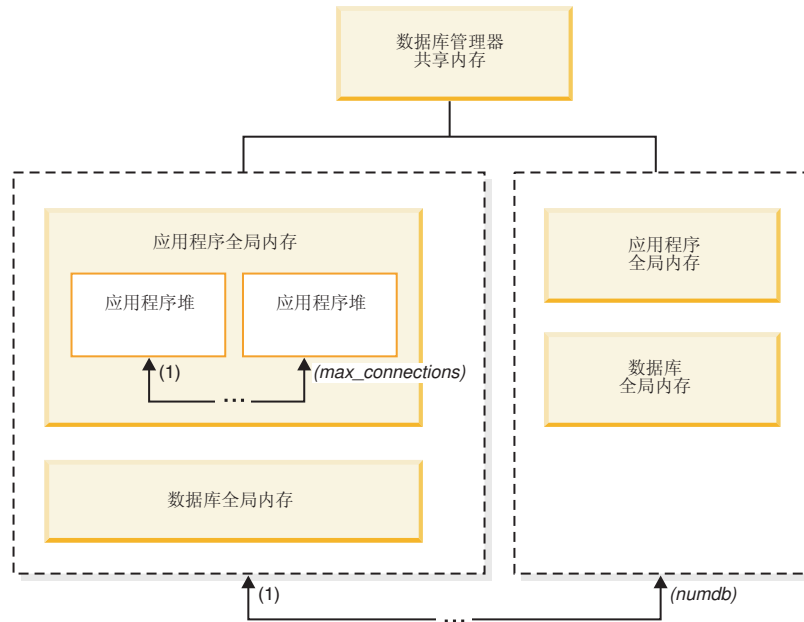 数据库管理器
共享内存
应用程序全局内存
应用程序堆
应用程序堆
(1)
(max_connections)
...
数据库全局内存
应用程序
全局内存
数据库
全局内存
(1)
(numdb)
...